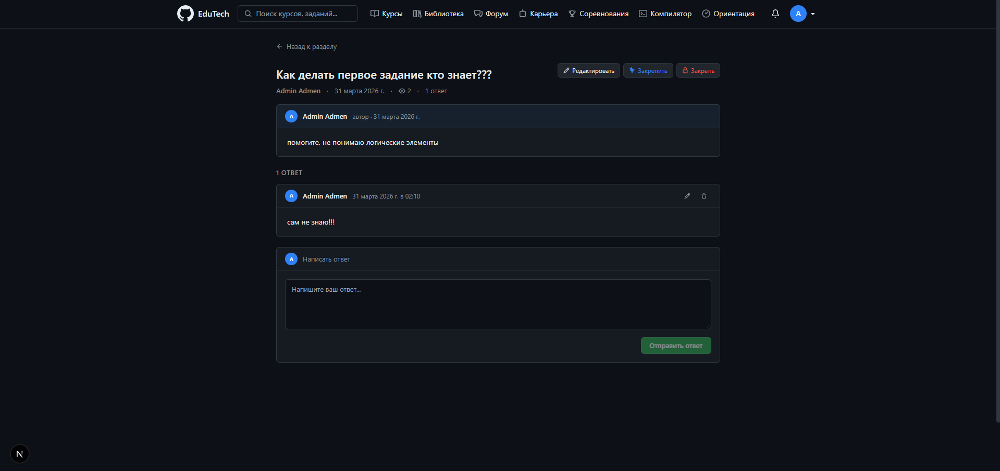 EduTech Поиск курсов, заданий... Курсы Библиотека Форум Карьера Соревнования Компилятор Ориентация A
Назад к разделу
Как делать первое задание кто знает???
Редактировать Закрепить Закрыть
Admin Admen · 31 марта 2026 г. · 2 · 1 ответ
A Admin Admen автор · 31 марта 2026 г.
помогите, не понимаю логические элементы
1 ОТВЕТ
A Admin Admen 31 марта 2026 г. в 02:10
сам не знаю!!!
A Написать ответ
Напишите ваш ответ...
Отправить ответ
N